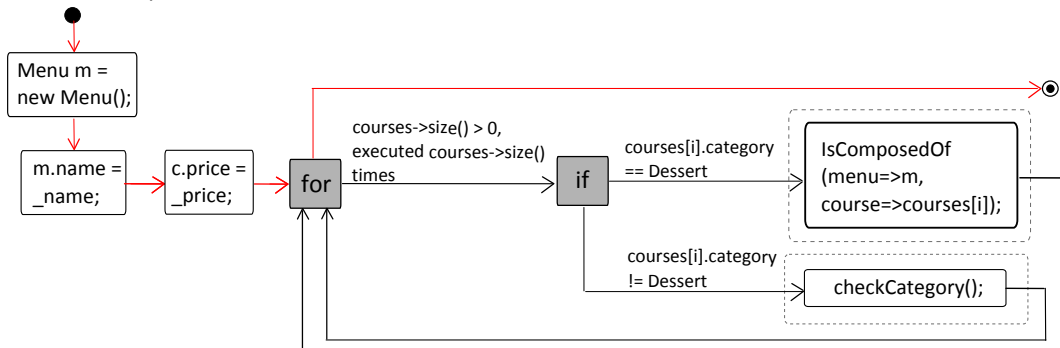 Menu m =
new Menu();
m.name =
_name;
c.price =
_price;
for
courses->size() > 0,
executed courses->size()
times
if
courses[i].category
== Dessert
IsComposedOf
(menu=>m,
course=>courses[i]);
courses[i].category
!= Dessert
checkCategory();